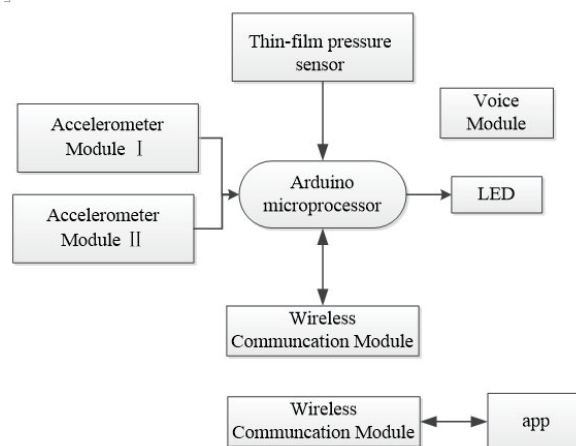 Thin-film pressure
sensor
Voice
Module
Accelerometer
Module Ⅰ
Arduino
microprocessor
LED
Accelerometer
Module Ⅱ
Wireless
Communcation Module
Wireless
Communcation Module
app